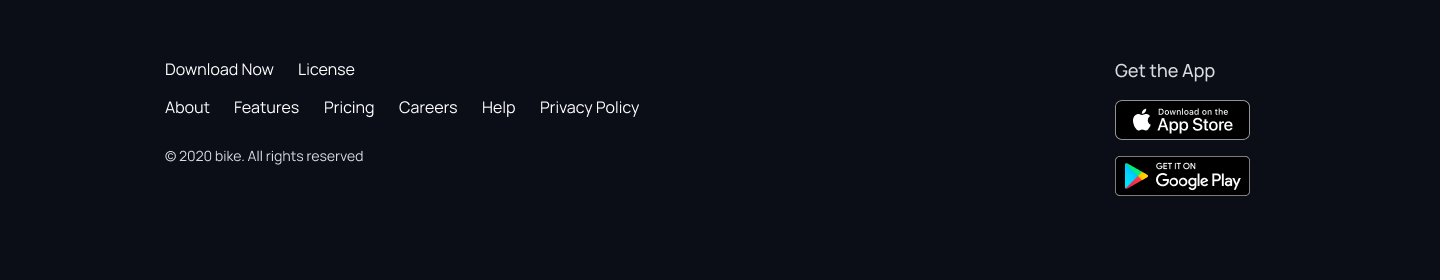 Download Now License
About Features Pricing Careers Help Privacy Policy
© 2020 bike. All rights reserved
Get the App
Download on the
App Store
GET IT ON
Google Play